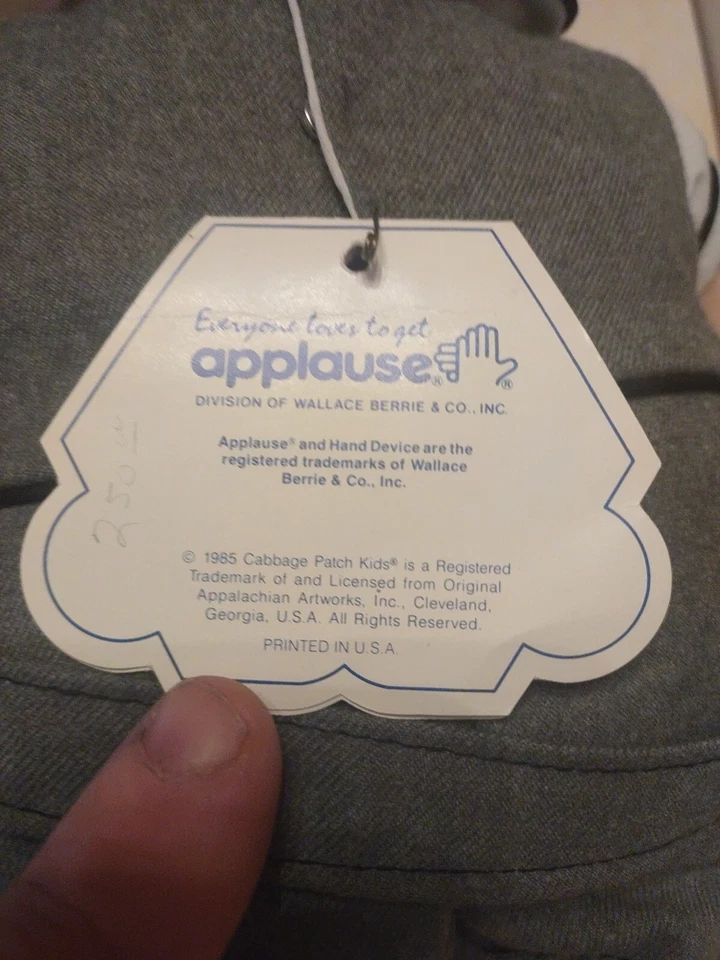 Everyone loves to get
applause®
®
DIVISION OF WALLACE BERRIE & CO., INC.
Applause® and Hand Device are the
registered trademarks of Wallace
Berrie & Co., Inc.
250 00
© 1985 Cabbage Patch Kids® is a Registered
Trademark of and Licensed from Original
Appalachian Artworks, Inc., Cleveland,
Georgia, U.S.A. All Rights Reserved.
PRINTED IN U.S.A.